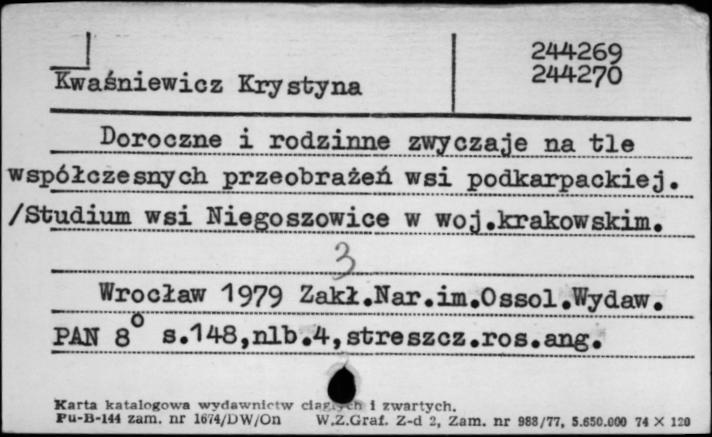 244269
Kwaśniewicz Krystyna 244270
Doroczne i rodzinne zwyczaje na tle
współczesnych przeobrażeń wsi podkarpackiej.
/Studium wsi Niegoszowice w woj.krakowskim.
3
Wrocław 1979 Zakł.Nar.im.Ossol.Wydaw.
PAN 8° s.148,nlb.4,streszcz.ros.ang.
Karta katalogowa wydawnictw ciągłych i zwartych.
Pu-B-144 zam. nr 1674/DW/On W.Z.Graf. Z-d 2, Zam. nr 988/77, 5.650.000 74 X 120